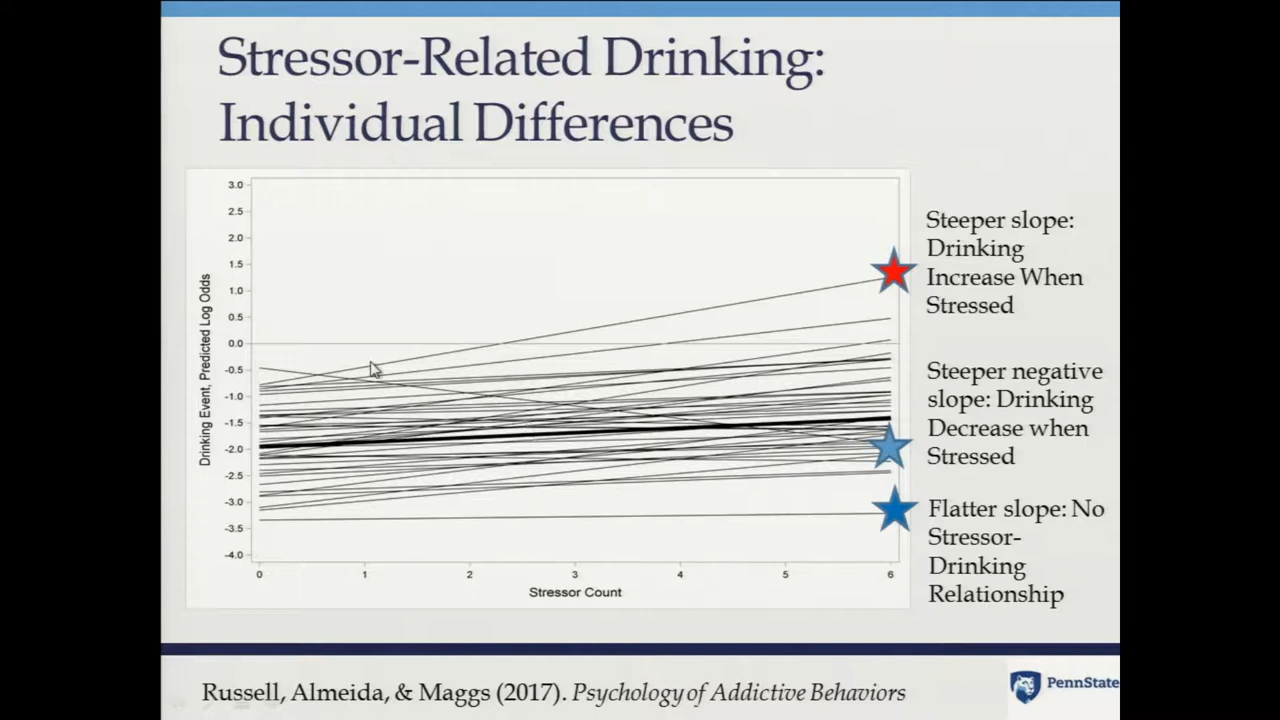 Stressor-Related Drinking:
Individual Differences
3.0
2.5
2.0
1.5
1.0
0.5
0.0
-0.5
-1.0
-1.5
-2.0
-2.5
-3.0
-3.5
-4.0
Drinking Event, Predicted Log Odds
0 1 2 3 4 5 6
Stressor Count
Steeper slope:
Drinking
Increase When
Stressed
Steeper negative
slope: Drinking
Decrease when
Stressed
Flatter slope: No
Stressor-
Drinking
Relationship
Russell, Almeida, & Maggs (2017). Psychology of Addictive Behaviors
PennState